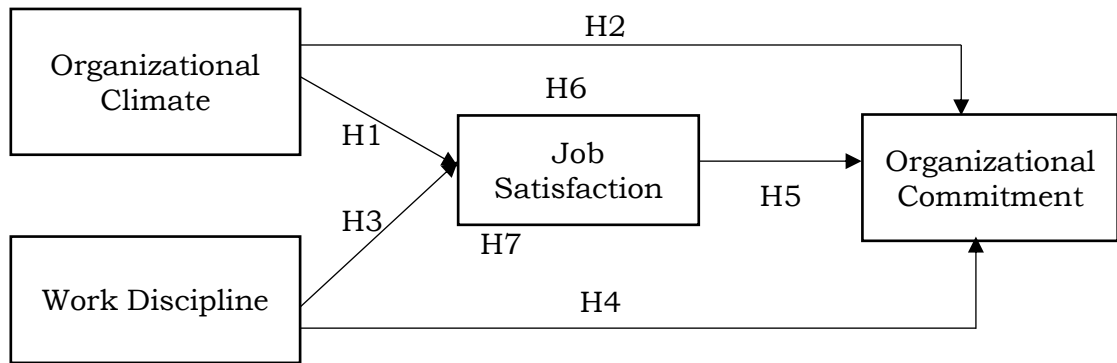 H2
Organizational
Climate
H6
H1
Job
Satisfaction
Organizational
Commitment
H5
H3
H7
Work Discipline
H4